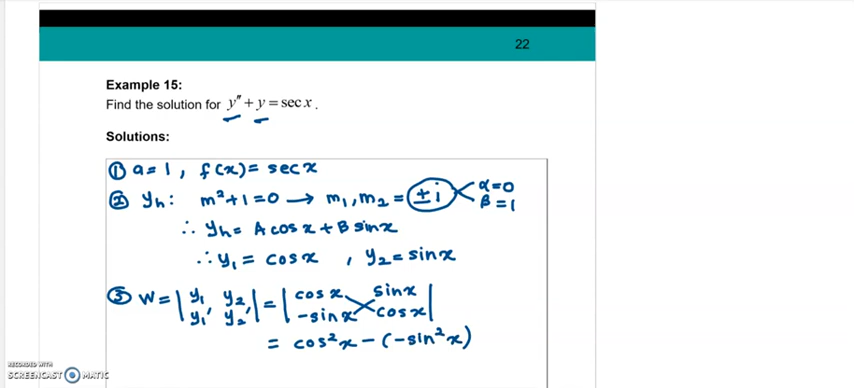 22
Example 15:
Find the solution for y″ + y = sec x .
Solutions:
① a = 1 , f(x) = sec x
② yh : m² + 1 = 0 → m₁, m₂ = ± i α = 0
β = 1
∴ yh = A cos x + B sin x
∴ y₁ = cos x , y₂ = sin x
③ W = | y₁ y₂ | = | cos x sin x |
| y₁′ y₂′ | | -sin x cos x |
= cos²x - (-sin²x)
RECORDED WITH
SCREENCAST MATIC